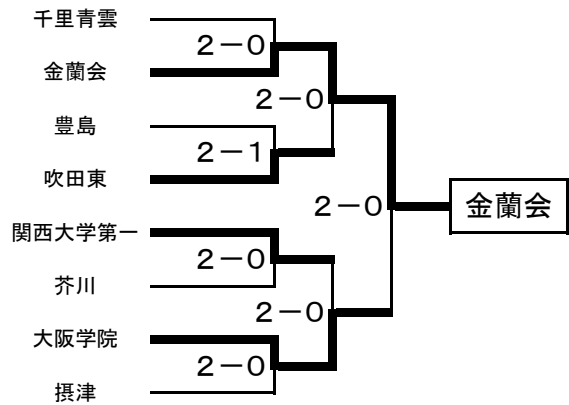 千里青雲
2－0
金蘭会
2－0
豊島
2－1
吹田東
2－0
金蘭会
関西大学第一
2－0
芥川
2－0
大阪学院
2－0
摂津